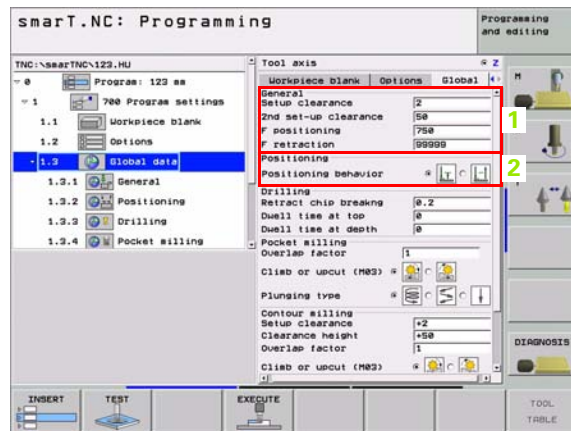 smarT.NC: Programming
Programming and editing
TNC:\smarTNC\123.HU
0 Program: 123 mm
1 700 Program settings
1.1 Workpiece blank
1.2 Options
1.3 Global data
1.3.1 General
1.3.2 Positioning
1.3.3 Drilling
1.3.4 Pocket milling
Tool axis Z
Workpiece blank Options Global
General
Setup clearance 2
2nd set-up clearance 50
F positioning 750
F retraction 99999
1
Positioning
Positioning behavior
2
Drilling
Retract chip breakng 0.2
Dwell time at top 0
Dwell time at depth 0
Pocket milling
Overlap factor 1
Climb or upcut (M03)
Plunging type
Contour milling
Setup clearance +2
Clearance height +50
Overlap factor 1
Climb or upcut (M03)
M
S
T
DIAGNOSIS
INSERT
TEST
EXECUTE
TOOL
TABLE